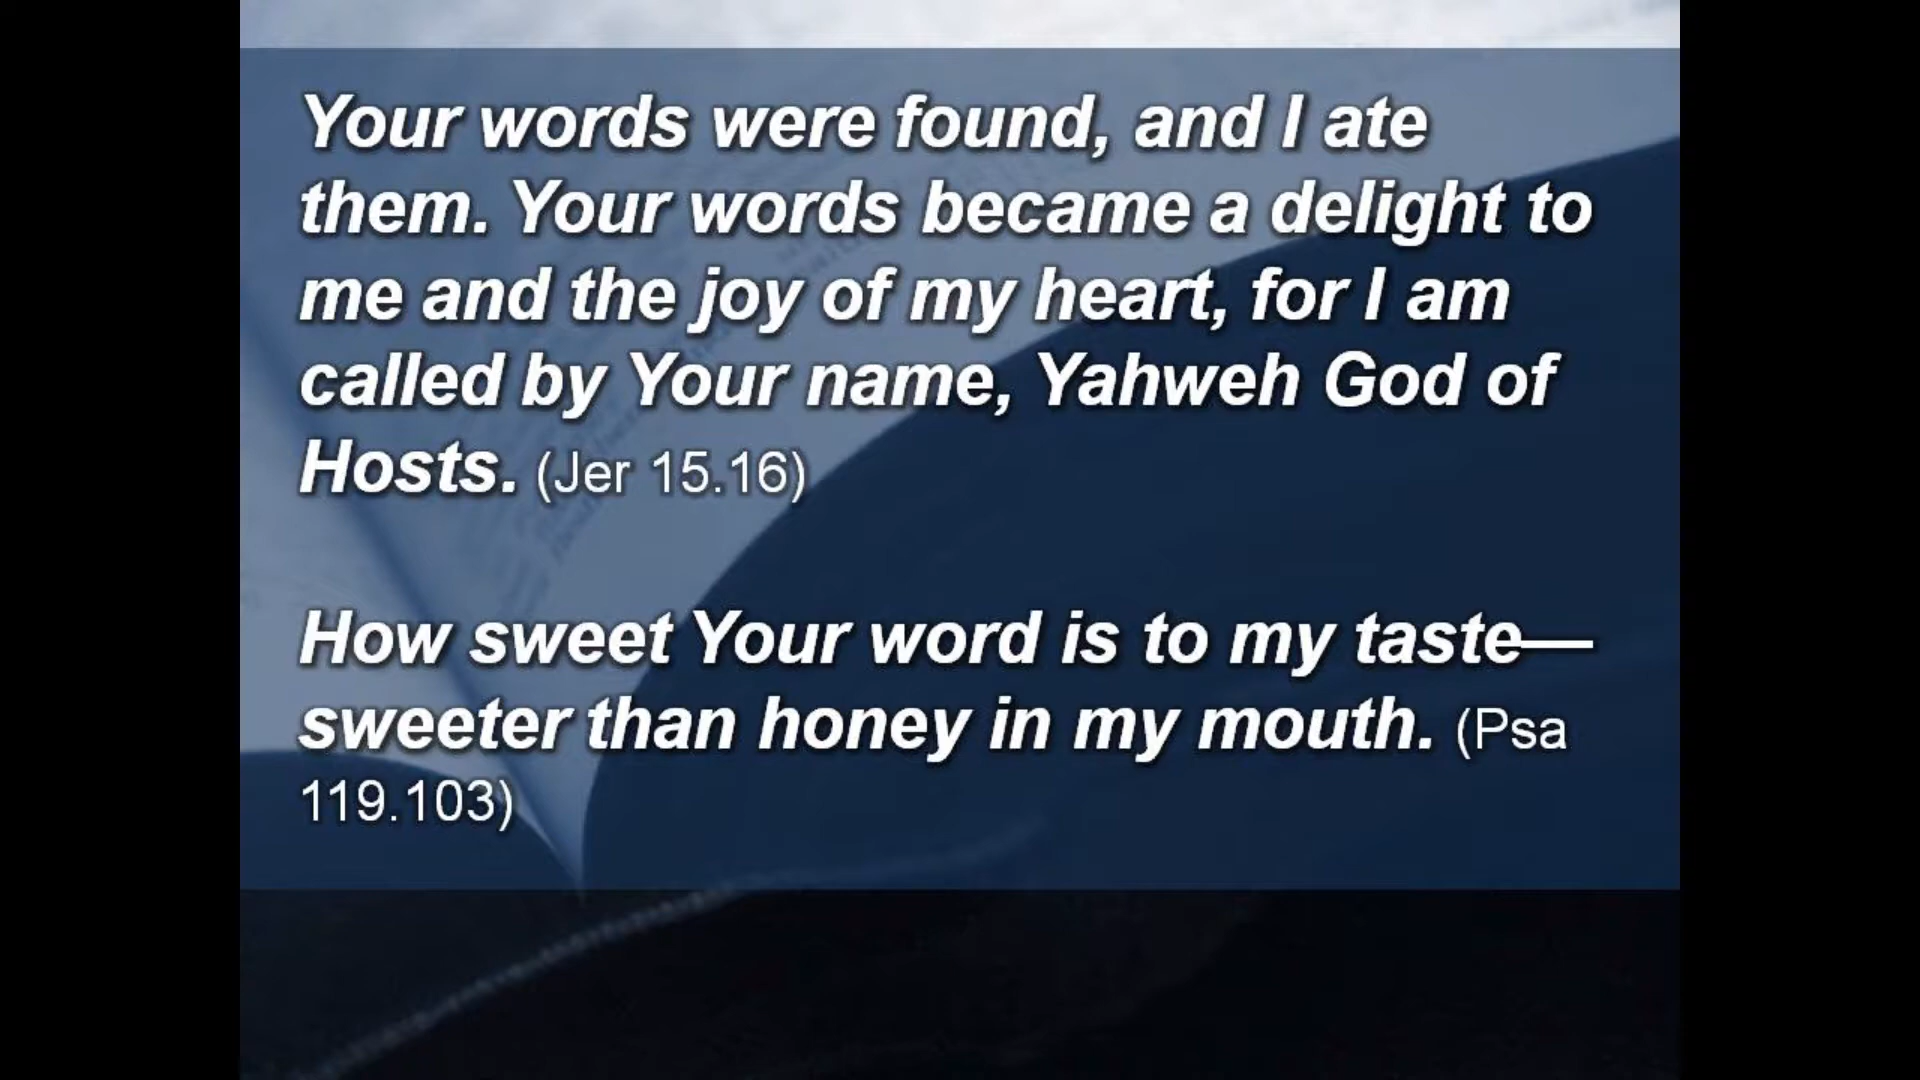 Your words were found, and I ate
them. Your words became a delight to
me and the joy of my heart, for I am
called by Your name, Yahweh God of
Hosts. (Jer 15.16)
How sweet Your word is to my taste—
sweeter than honey in my mouth. (Psa
119.103)